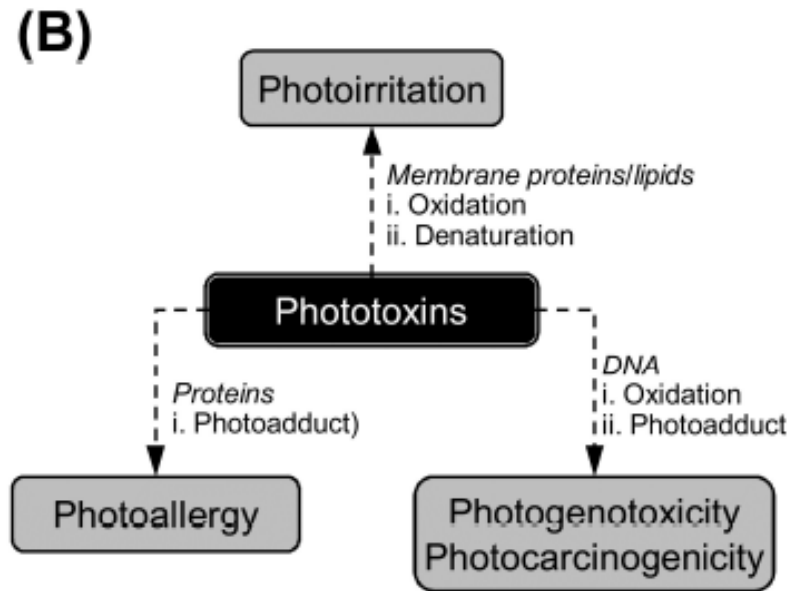 (B)
Photoirritation
Membrane proteins/lipids
i. Oxidation
ii. Denaturation
Phototoxins
Proteins
i. Photoadduct)
DNA
i. Oxidation
ii. Photoadduct
Photoallergy
Photogenotoxicity
Photocarcinogenicity